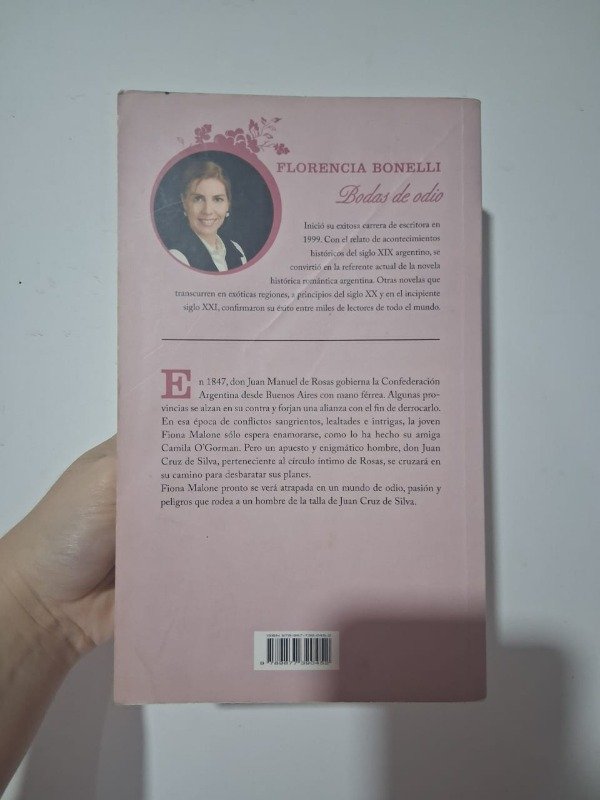 FLORENCIA BONELLI
Bodas de odio
Inició su exitosa carrera de escritora en
1999. Con el relato de acontecimientos
históricos del siglo XIX argentino, se
convirtió en la referente actual de la novela
histórica romántica argentina. Otras novelas que
transcurren en exóticas regiones, a principios del siglo XX y en el incipiente
siglo XXI, confirmaron su éxito entre miles de lectores de todo el mundo.
En 1847, don Juan Manuel de Rosas gobierna la Confederación
Argentina desde Buenos Aires con mano férrea. Algunas pro-
vincias se alzan en su contra y forjan una alianza con el fin de derrocarlo.
En esa época de conflictos sangrientos, lealtades e intrigas, la joven
Fiona Malone sólo espera enamorarse, como lo ha hecho su amiga
Camila O'Gorman. Pero un apuesto y enigmático hombre, don Juan
Cruz de Silva, perteneciente al círculo íntimo de Rosas, se cruzará en
su camino para desbaratar sus planes.
Fiona Malone pronto se verá atrapada en un mundo de odio, pasión y
peligros que rodea a un hombre de la talla de Juan Cruz de Silva.